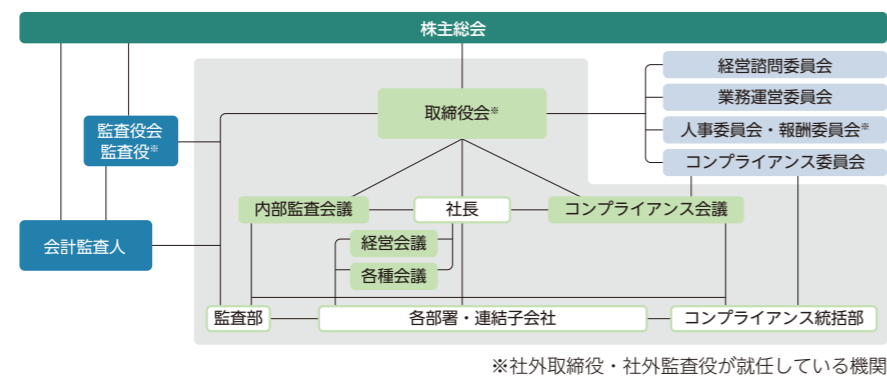 株主総会
経営諮問委員会
業務運営委員会
取締役会※
人事委員会・報酬委員会※
監査役会
監査役※
コンプライアンス委員会
内部監査会議
社長
コンプライアンス会議
会計監査人
経営会議
各種会議
監査部
各部署・連結子会社
コンプライアンス統括部
※社外取締役・社外監査役が就任している機関